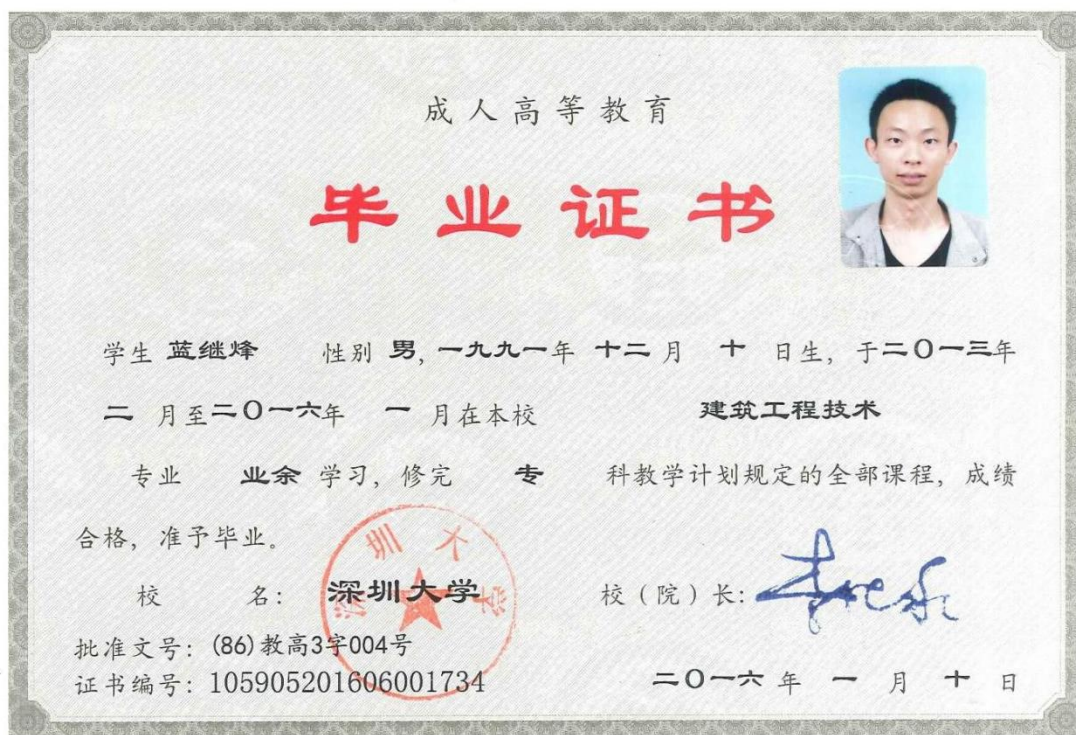 成人高等教育
毕业证书
学生 蓝继烽 性别 男, 一九九一年 十二 月 十 日生, 于二〇一三年
二 月至二〇一六年 一 月在本校 建筑工程技术
专业 业余 学习, 修完 专 科教学计划规定的全部课程, 成绩
合格, 准予毕业。
校 名: 深圳大学 校(院)长:
深圳大学
批准文号: (86)教高3字004号
证书编号: 105905201606001734 二〇一六 年 一 月 十 日